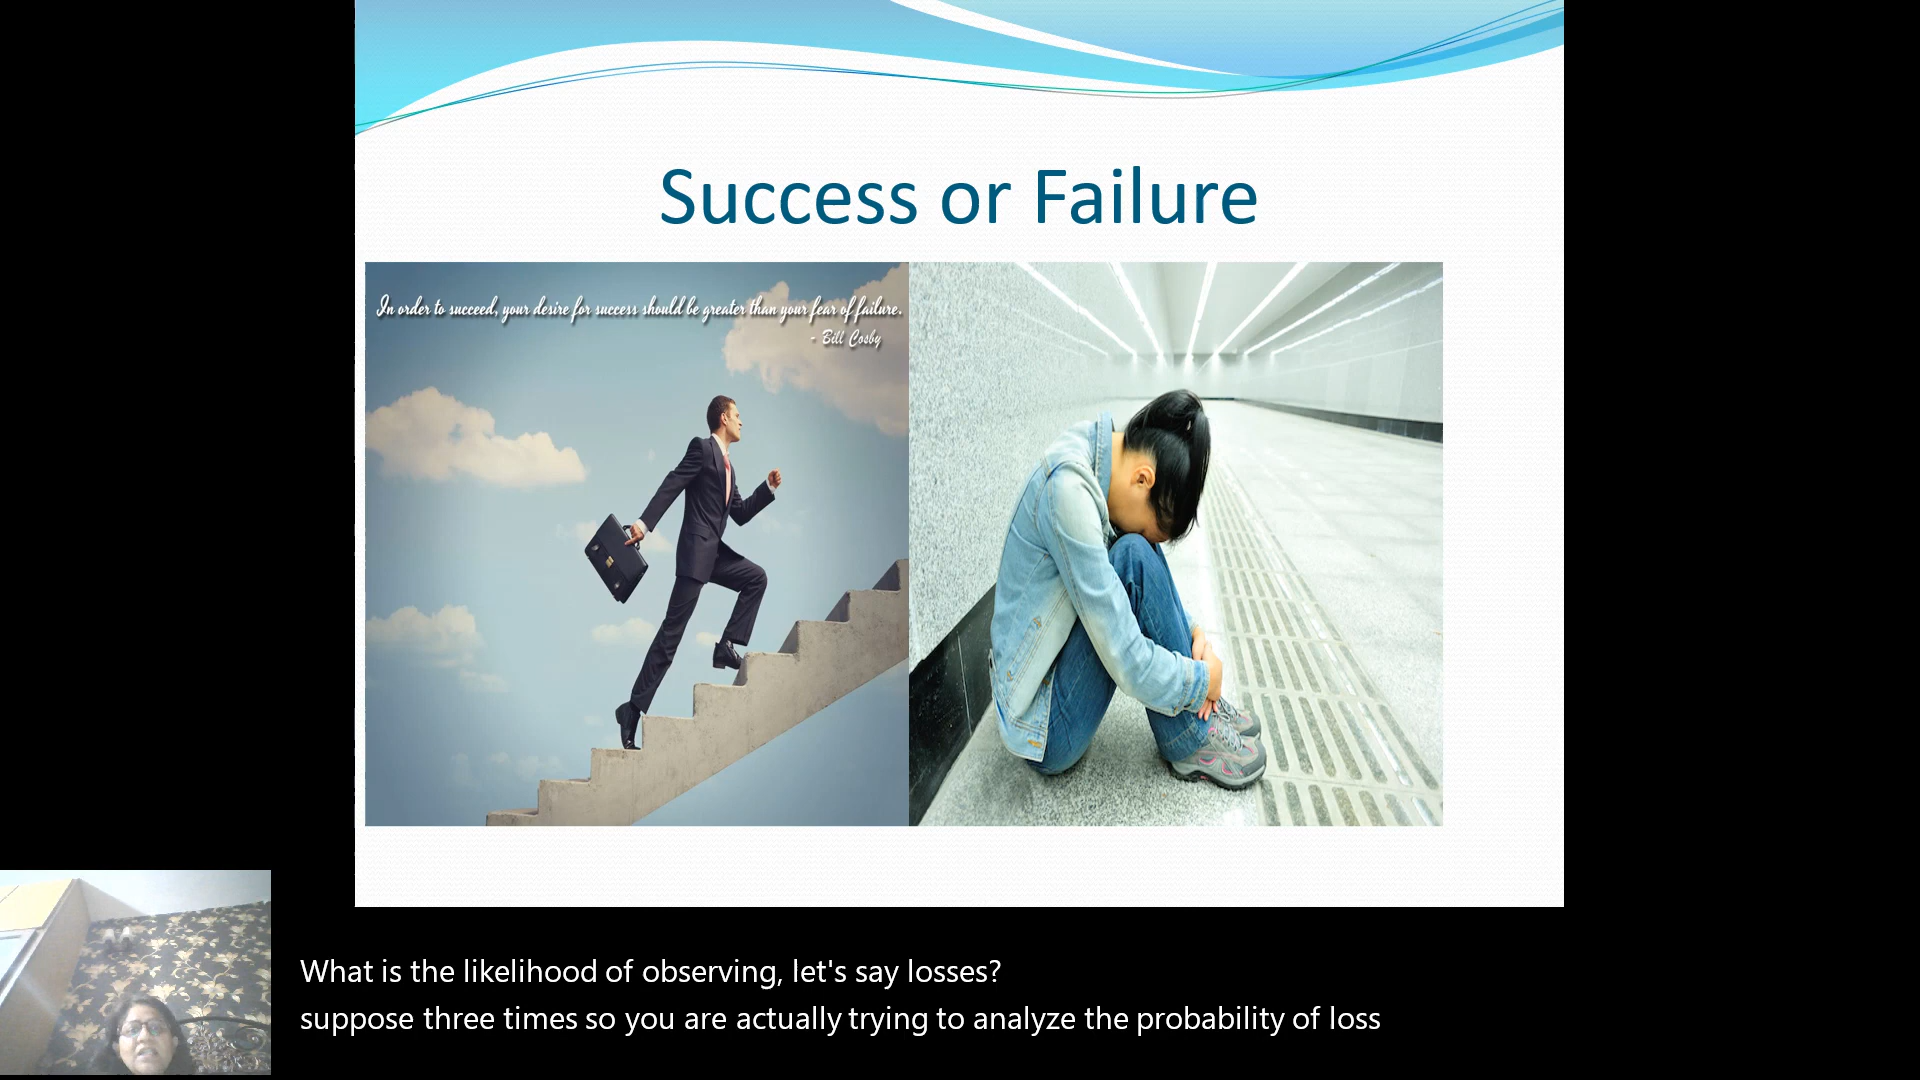 Success or Failure
In order to succeed, your desire for success should be greater than your fear of failure.
- Bill Cosby
What is the likelihood of observing, let's say losses?
suppose three times so you are actually trying to analyze the probability of loss